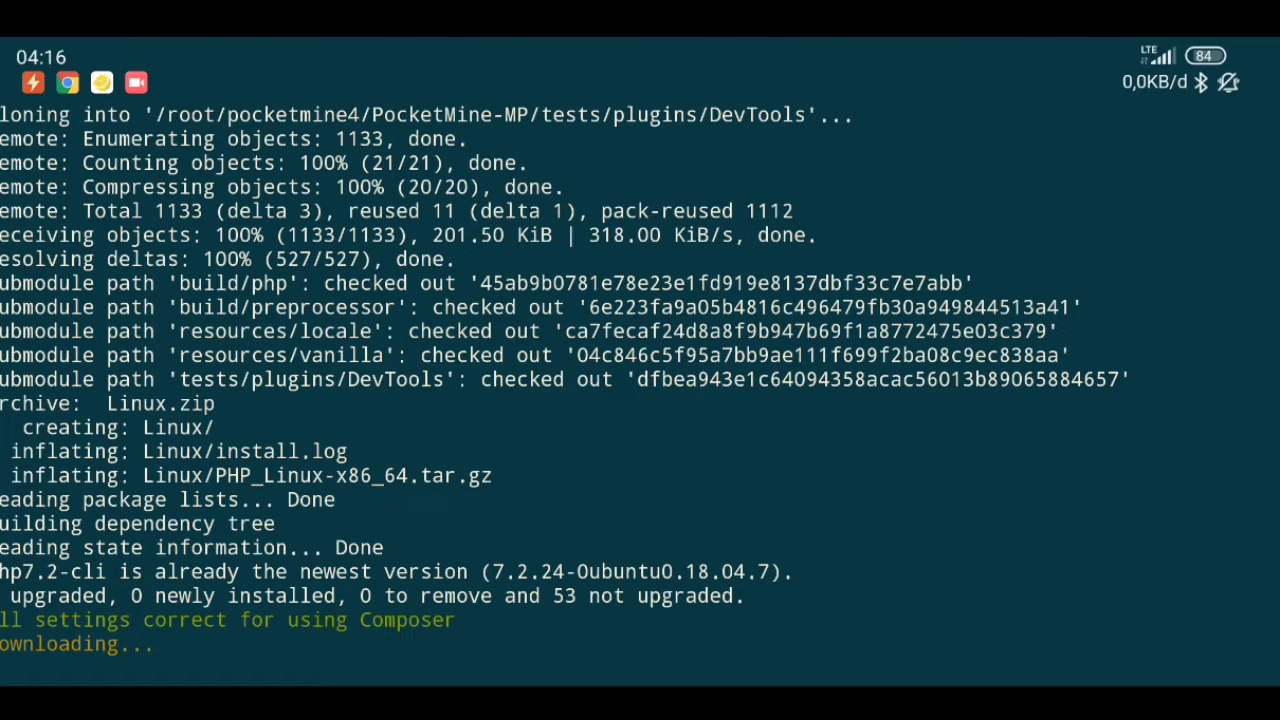 04:16
LTE
84
0,0KB/d
loning into '/root/pocketmine4/PocketMine-MP/tests/plugins/DevTools'...
emote: Enumerating objects: 1133, done.
emote: Counting objects: 100% (21/21), done.
emote: Compressing objects: 100% (20/20), done.
emote: Total 1133 (delta 3), reused 11 (delta 1), pack-reused 1112
eceiving objects: 100% (1133/1133), 201.50 KiB | 318.00 KiB/s, done.
esolving deltas: 100% (527/527), done.
ubmodule path 'build/php': checked out '45ab9b0781e78e23e1fd919e8137dbf33c7e7abb'
ubmodule path 'build/preprocessor': checked out '6e223fa9a05b4816c496479fb30a949844513a41'
ubmodule path 'resources/locale': checked out 'ca7fecaf24d8a8f9b947b69f1a8772475e03c379'
ubmodule path 'resources/vanilla': checked out '04c846c5f95a7bb9ae111f699f2ba08c9ec838aa'
ubmodule path 'tests/plugins/DevTools': checked out 'dfbea943e1c64094358acac56013b89065884657'
rchive:  Linux.zip
creating: Linux/
inflating: Linux/install.log
inflating: Linux/PHP_Linux-x86_64.tar.gz
eading package lists... Done
uilding dependency tree
eading state information... Done
hp7.2-cli is already the newest version (7.2.24-0ubuntu0.18.04.7).
upgraded, 0 newly installed, 0 to remove and 53 not upgraded.
ll settings correct for using Composer
ownloading...